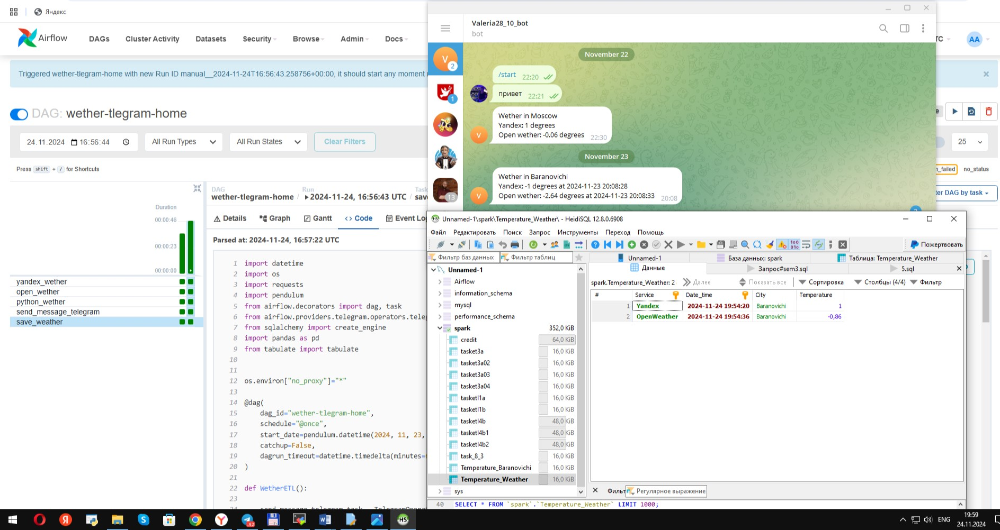 Яндекс
Airflow
DAGs
Cluster Activity
Datasets
Security
Browse
Admin
Docs
TC
AA
Triggered wether-tlegram-home with new Run ID manual__2024-11-24T16:56:43.258756+00:00, it should start any moment
DAG: wether-tlegram-home
24.11.2024 16:56:44
All Run Types
All Run States
Clear Filters
25
Press shift + / for Shortcuts
m_failed
no_status
Duration
00:00:46
00:00:23
00:00:00
yandex_wether
open_wether
python_wether
send_message_telegram
save_weather
DAG
wether-tlegram-home
/
Run
2024-11-24, 16:56:43 UTC
/
Task
save
ter DAG by task
Details
Graph
Gantt
<> Code
Event Log
Parsed at: 2024-11-24, 16:57:22 UTC
1 import datetime
2 import os
3 import requests
4 import pendulum
5 from airflow.decorators import dag, task
6 from airflow.providers.telegram.operators.teleg
7 from sqlalchemy import create_engine
8 import pandas as pd
9 from tabulate import tabulate
10
11
12 os.environ["no_proxy"]="*"
13
14 @dag(
15 dag_id="wether-tlegram-home",
16 schedule="@once",
17 start_date=pendulum.datetime(2024, 11, 23,
18 catchup=False,
19 dagrun_timeout=datetime.timedelta(minutes=
20 )
21
22 def WetherETL():
23
Valeria28_10_bot
bot
V
2
1
13
November 22
/start 22:20
привет 22:21
V
Wether in Moscow
Yandex: 1 degrees
Open wether: -0.06 degrees 22:30
November 23
V
Wether in Baranovichi
Yandex: -1 degrees at 2024-11-23 20:08:28
Open wether: -2.64 degrees at 2024-11-23 20:08:33 20:08
HS
Unnamed-1\spark\Temperature_Weather\ - HeidiSQL 12.8.0.6908
Файл
Редактировать
Поиск
Запрос
Инструменты
Переход
Помощь
Пожертвовать
Фильтр баз данных
Фильтр таблиц
Unnamed-1
Airflow
information_schema
mysql
performance_schema
spark 352,0 KiB
credit 64,0 KiB
tasket3a 16,0 KiB
tasket3a02 16,0 KiB
tasket3a03 16,0 KiB
tasket3a04 16,0 KiB
tasketl1a 16,0 KiB
tasketl1b 16,0 KiB
tasketl4b 48,0 KiB
tasketl4b1 48,0 KiB
tasketl4b2 48,0 KiB
task_8_3 16,0 KiB
Temperature_Baranovichi 16,0 KiB
Temperature_Weather 16,0 KiB
sys
Unnamed-1
База данных: spark
Таблица: Temperature_Weather
Данные
Запрос#sem3.sql
5.sql
spark.Temperature_Weather: 2
Далее
Показать все
Сортировка
Столбцы (4/4)
Фильтр
# Service Date_time City Temperature
1 Yandex 2024-11-24 19:54:20 Baranovichi 1
2 OpenWeather 2024-11-24 19:54:36 Baranovichi -0,86
Фильт
Регулярное выражение
40 SELECT * FROM `spark`.`Temperature_Weather` LIMIT 1000;
92
HS
ENG
19:59
24.11.2024